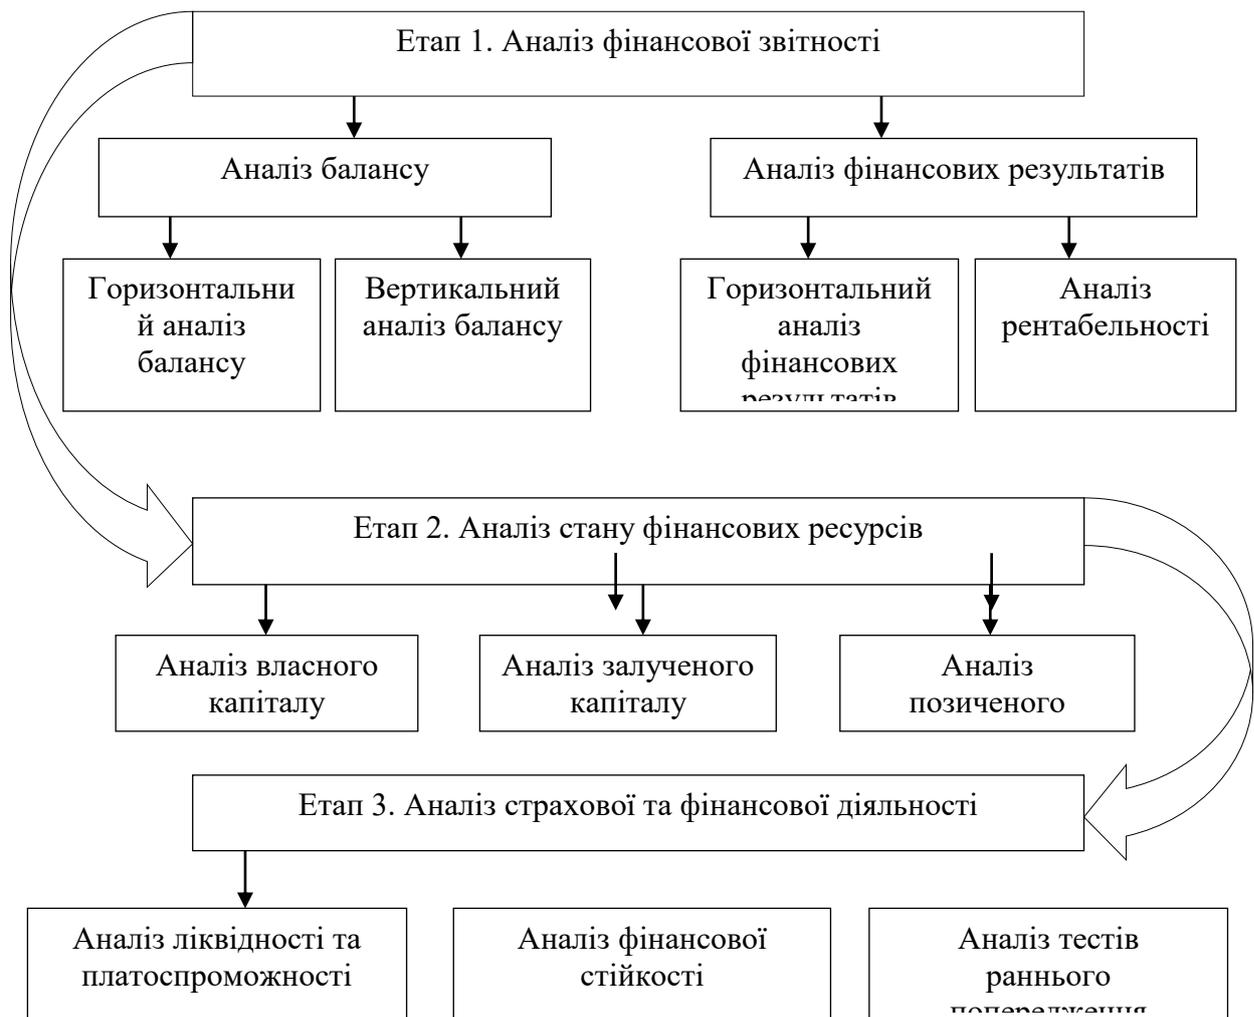 Етап 1. Аналіз фінансової звітності
Аналіз балансу
Аналіз фінансових результатів
Горизонтальни
й аналіз
балансу
Вертикальний
аналіз балансу
Горизонтальний
аналіз
фінансових
результатів
Аналіз
рентабельності
Етап 2. Аналіз стану фінансових ресурсів
Аналіз власного
капіталу
Аналіз залученого
капіталу
Аналіз
позиченого
Етап 3. Аналіз страхової та фінансової діяльності
Аналіз ліквідності та
платоспроможності
Аналіз фінансової
стійкості
Аналіз тестів
раннього
попередження